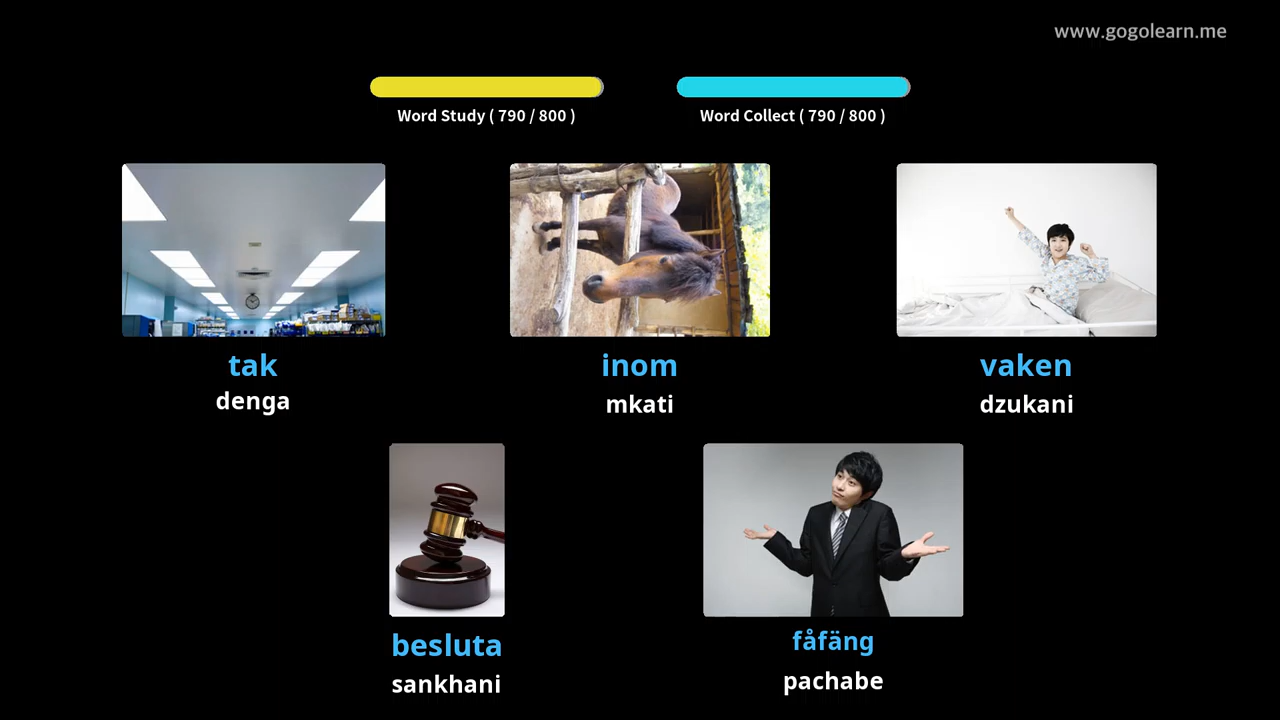 www.gogolearn.me
Word Study ( 790 / 800 )
Word Collect ( 790 / 800 )
tak
denga
inom
mkati
vaken
dzukani
besluta
sankhani
fåfäng
pachabe